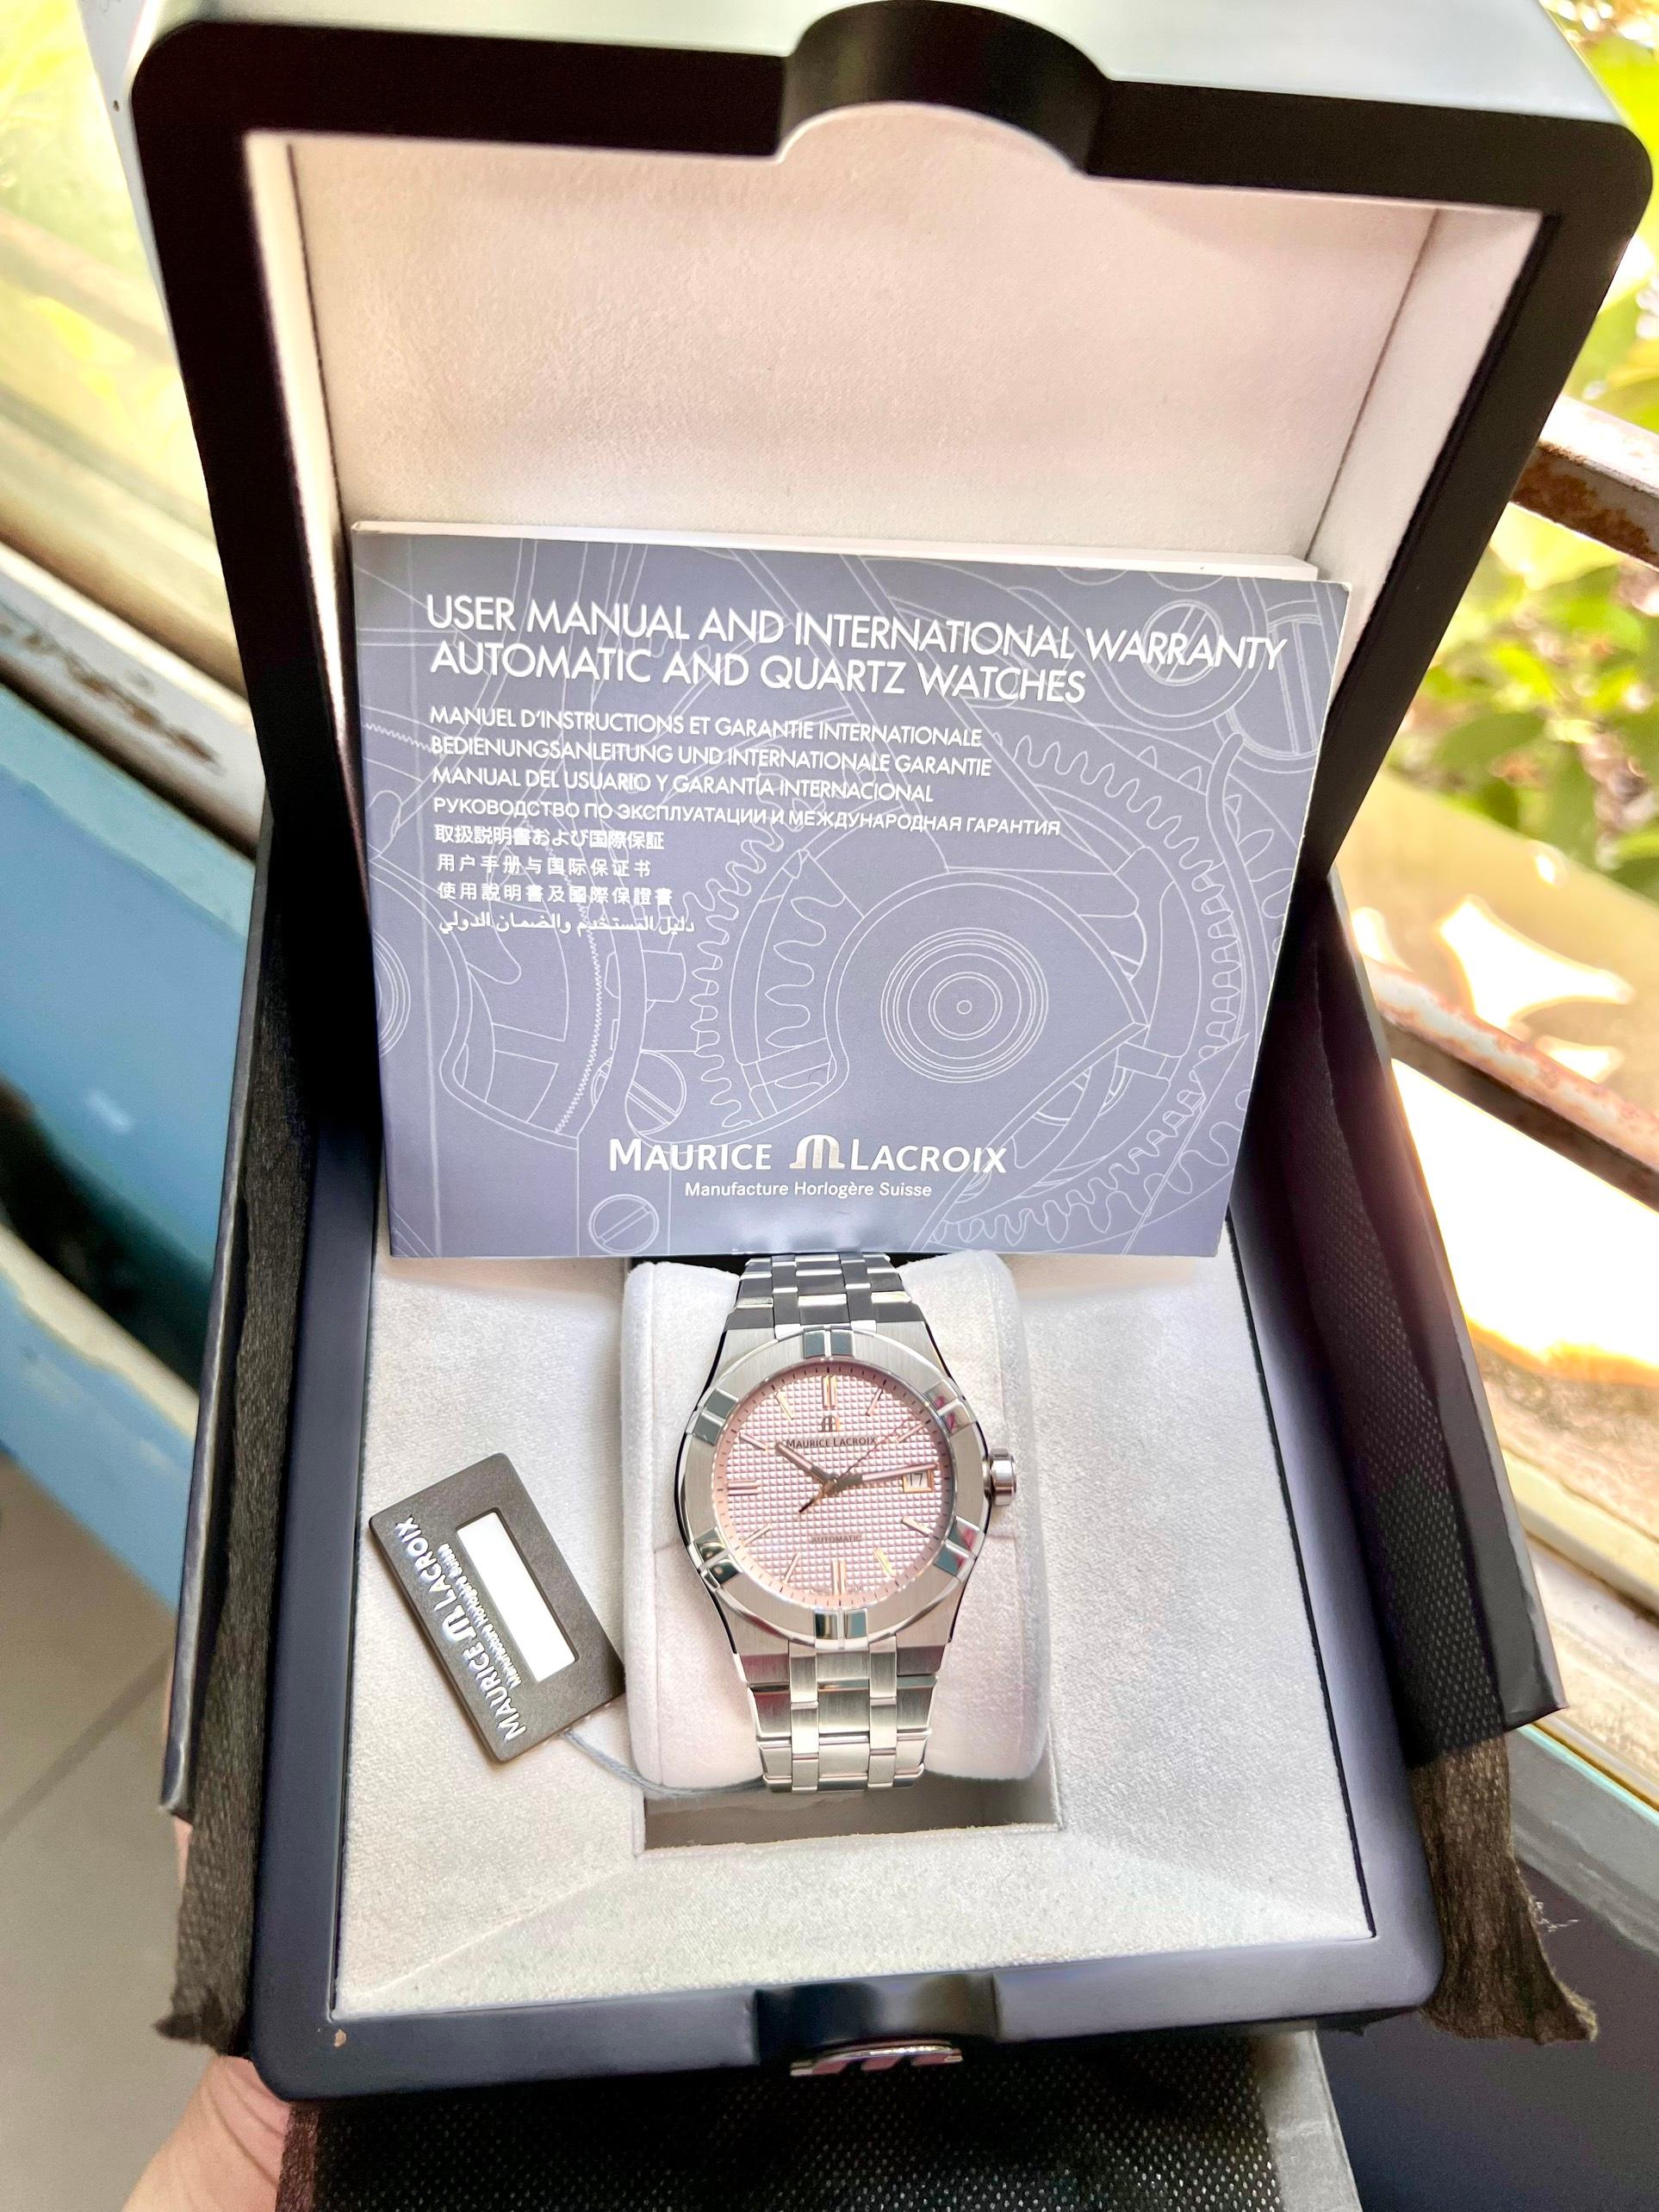 USER MANUAL AND INTERNATIONAL WARRANTY
AUTOMATIC AND QUARTZ WATCHES
MANUEL D'INSTRUCTIONS ET GARANTIE INTERNATIONALE
BEDIENUNGSANLEITUNG UND INTERNATIONALE GARANTIE
MANUAL DEL USUARIO Y GARANTÍA INTERNACIONAL
РУКОВОДСТВО ПО ЭКСПЛУАТАЦИИ И МЕЖДУНАРОДНАЯ ГАРАНТИЯ
取扱説明書および国際保証
用户手册与国际保证书
使用說明書及國際保證書
دليل المستخدم والضمان الدولي
MAURICE LACROIX
Manufacture Horlogère Suisse
MAURICE LACROIX
17
AUTOMATIC
MAURICE LACROIX
Manufacture Horlogère Suisse